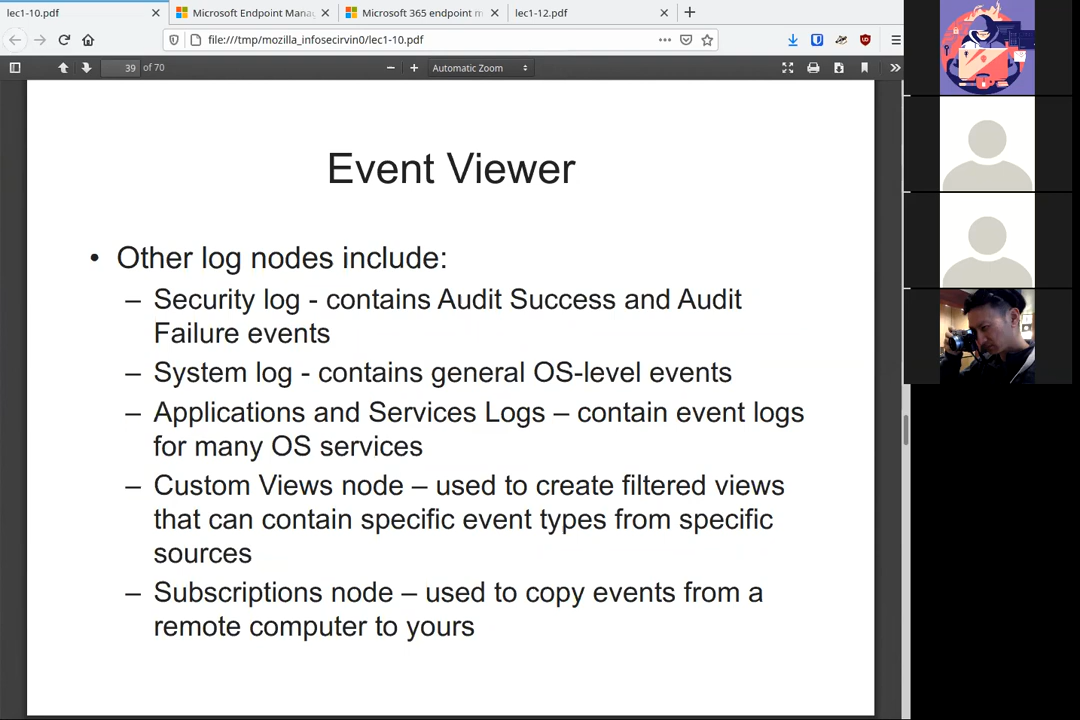 lec1-10.pdf
Microsoft Endpoint Mana
Microsoft 365 endpoint m
lec1-12.pdf
file:///tmp/mozilla_infosecirvin0/lec1-10.pdf
39 of 70
Automatic Zoom
Event Viewer
• Other log nodes include:
– Security log - contains Audit Success and Audit
Failure events
– System log - contains general OS-level events
– Applications and Services Logs – contain event logs
for many OS services
– Custom Views node – used to create filtered views
that can contain specific event types from specific
sources
– Subscriptions node – used to copy events from a
remote computer to yours